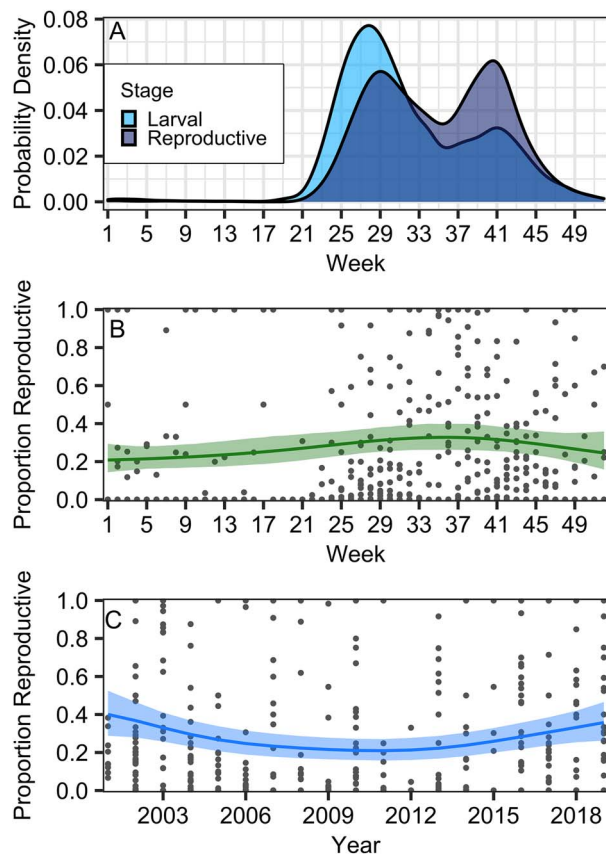 A
Probability Density
0.08
0.06
0.04
0.02
0.00
Stage
Larval
Reproductive
1 5 9 13 17 21 25 29 33 37 41 45 49
Week
B
Proportion Reproductive
1.0
0.8
0.6
0.4
0.2
0.0
1 5 9 13 17 21 25 29 33 37 41 45 49
Week
C
Proportion Reproductive
1.0
0.8
0.6
0.4
0.2
0.0
2003 2006 2009 2012 2015 2018
Year